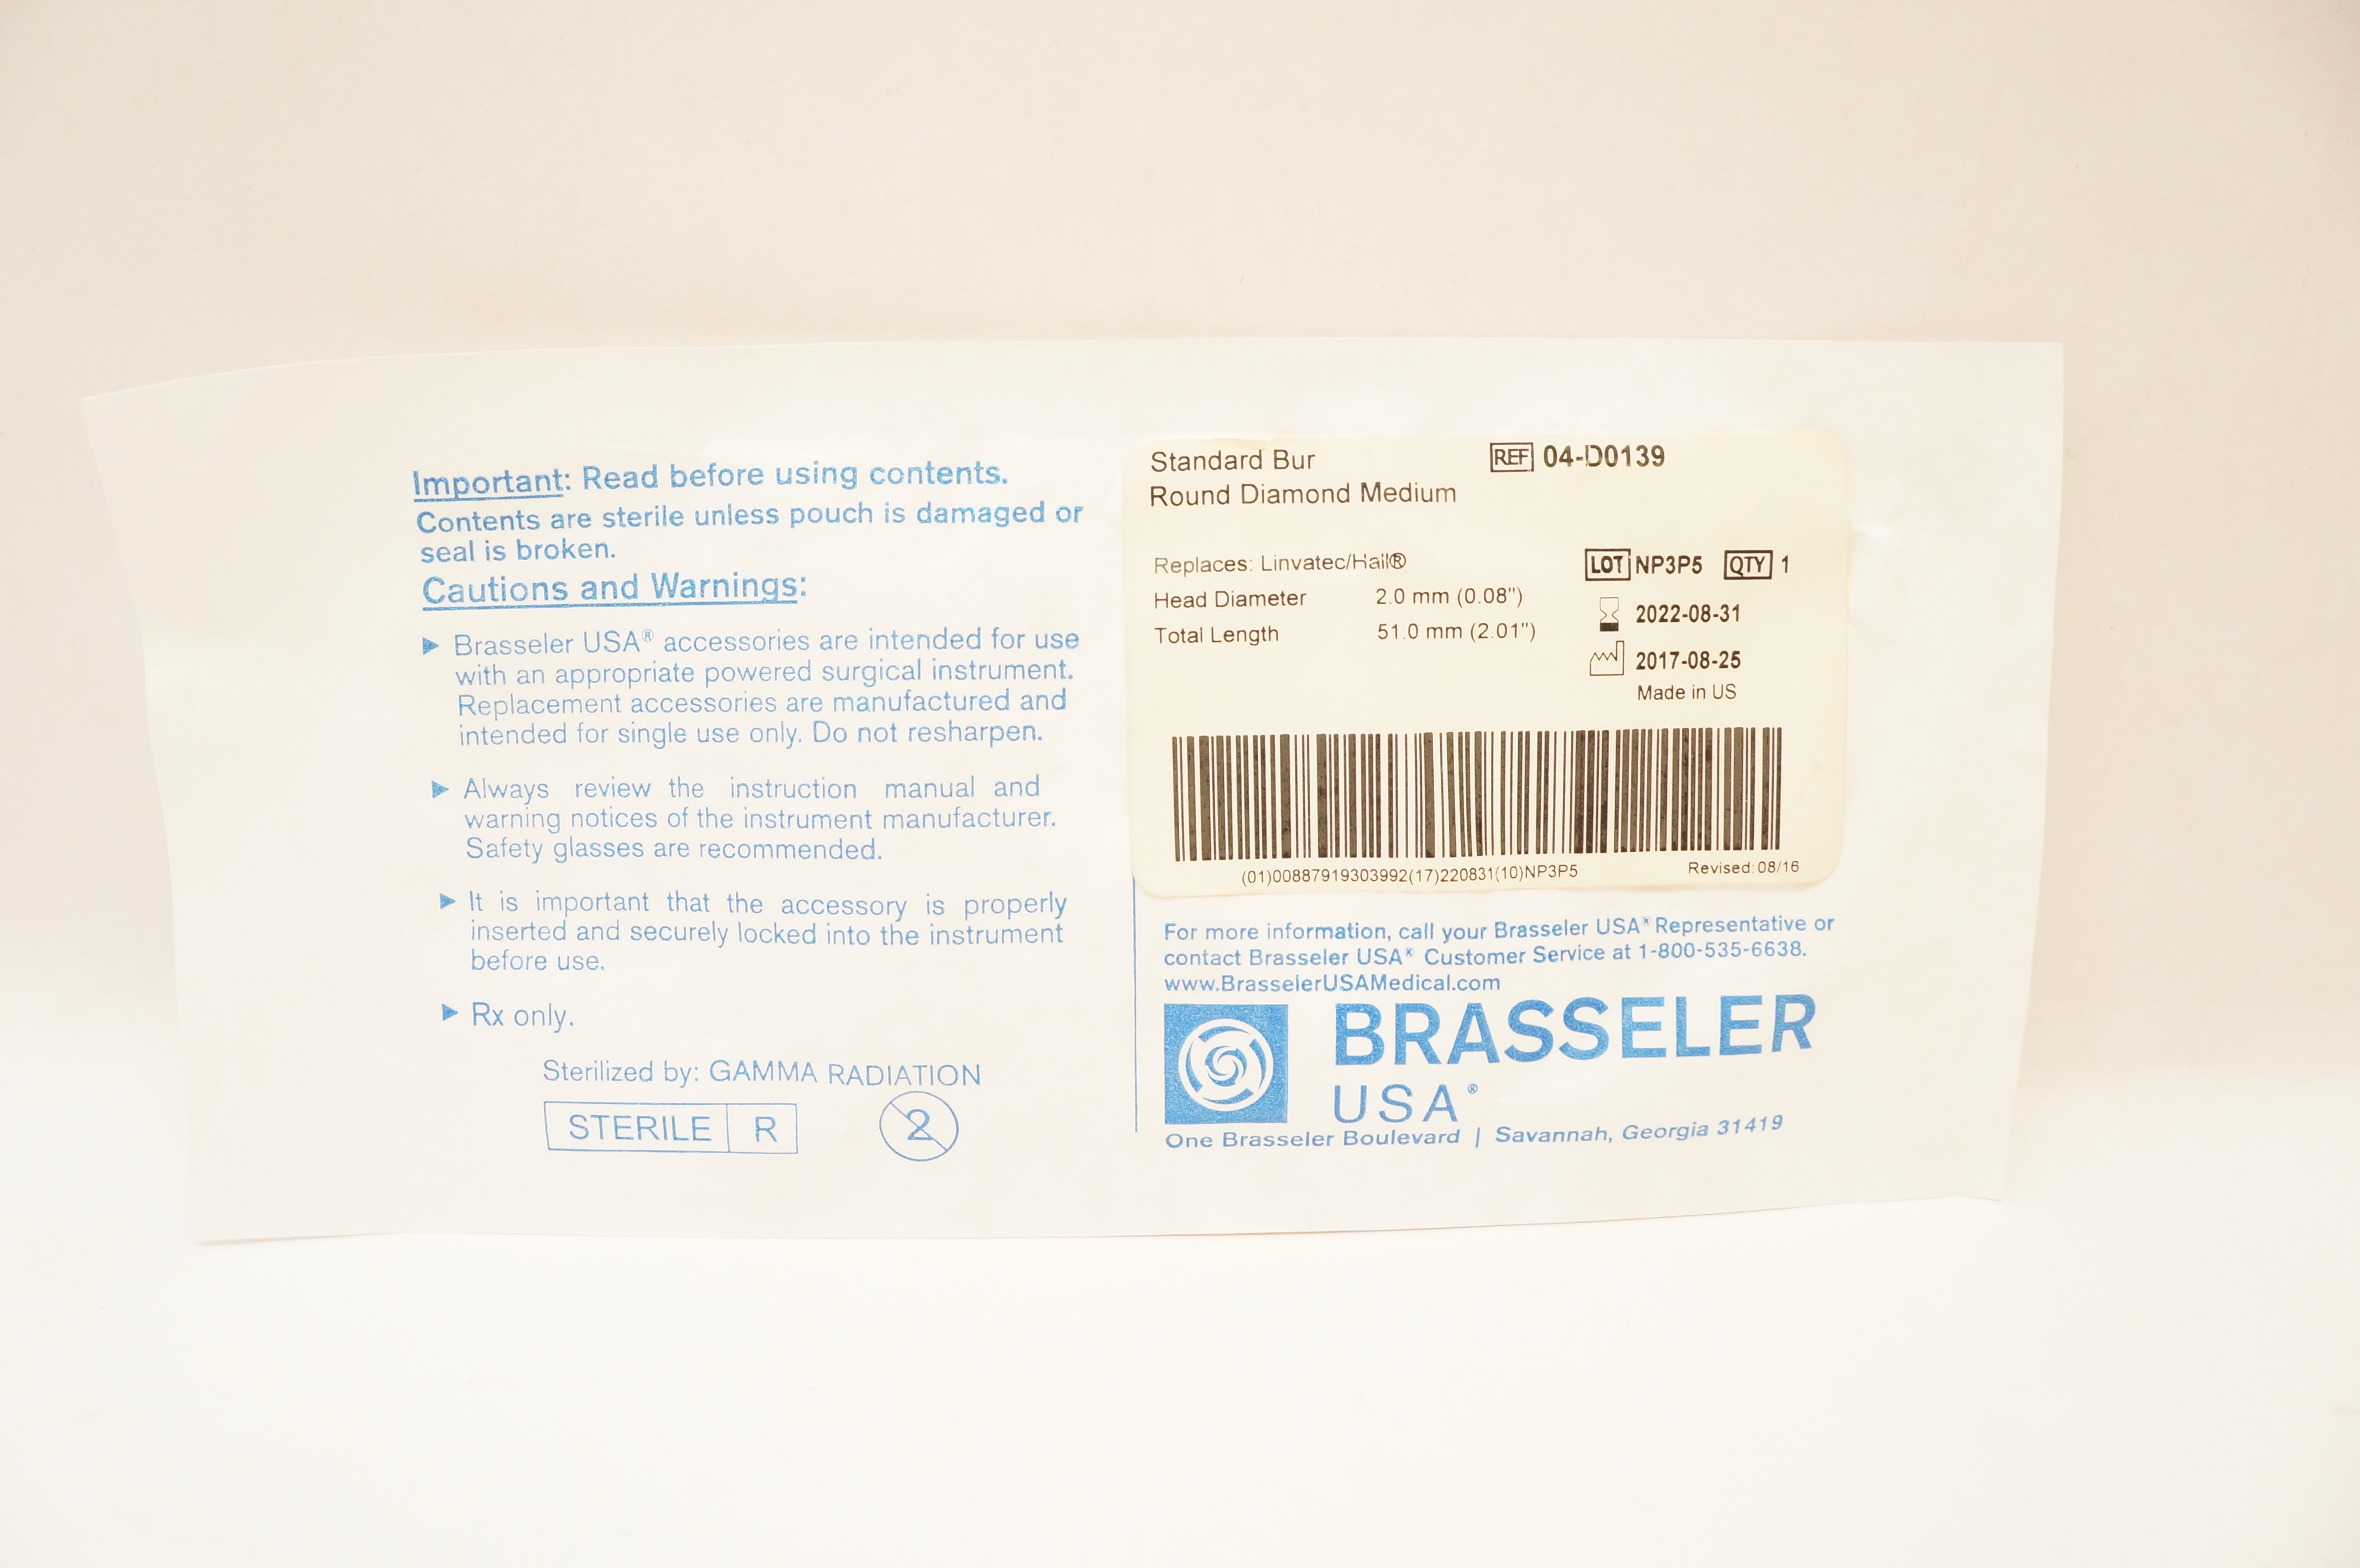 Important: Read before using contents.
Contents are sterile unless pouch is damaged or
seal is broken.
Cautions and Warnings:
▶ Brasseler USA® accessories are intended for use
with an appropriate powered surgical instrument.
Replacement accessories are manufactured and
intended for single use only. Do not resharpen.
▶ Always review the instruction manual and
warning notices of the instrument manufacturer.
Safety glasses are recommended.
▶ It is important that the accessory is properly
inserted and securely locked into the instrument
before use.
▶ Rx only.
Sterilized by: GAMMA RADIATION
STERILE R
2
Standard Bur
REF 04-D0139
Round Diamond Medium
Replaces: Linvatec/Hall®
Head Diameter 2.0 mm (0.08")
Total Length 51.0 mm (2.01")
LOT NP3P5 QTY 1
2022-08-31
2017-08-25
Made in US
(01)00887919303992(17)220831(10)NP3P5
Revised: 08/16
For more information, call your Brasseler USA® Representative or
contact Brasseler USA® Customer Service at 1-800-535-6638.
www.BrasselerUSAMedical.com
BRASSELER
USA®
One Brasseler Boulevard | Savannah, Georgia 31419